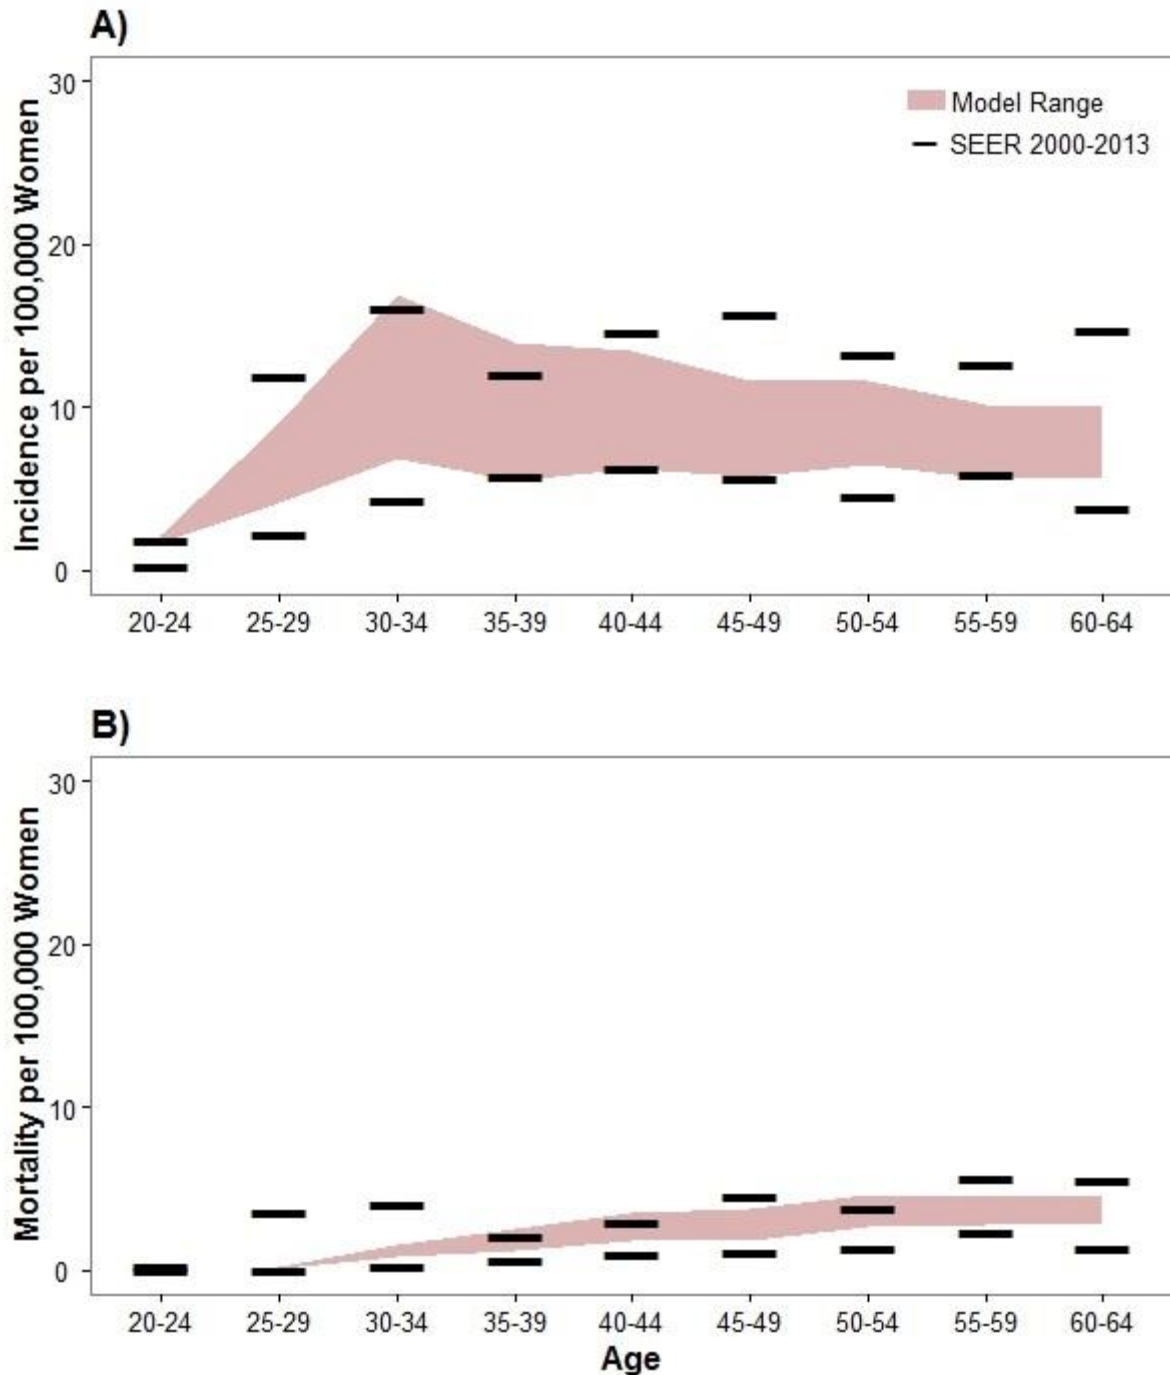 A)
Incidence per 100,000 Women
30
20
10
0
Model Range
SEER 2000-2013
20-24 25-29 30-34 35-39 40-44 45-49 50-54 55-59 60-64
B)
Mortality per 100,000 Women
30
20
10
0
20-24 25-29 30-34 35-39 40-44 45-49 50-54 55-59 60-64
Age